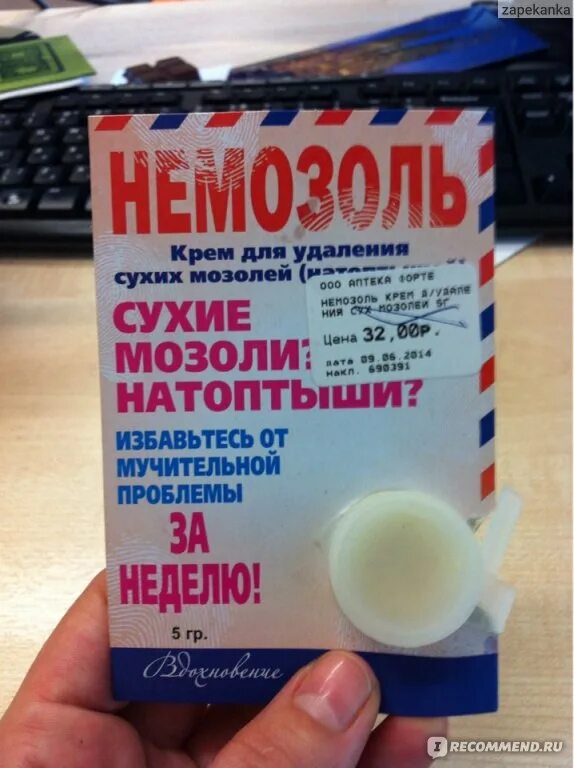 zapekanka
НЕМОЗОЛЬ
Крем для удаления
сухих мозолей (натоптышей)
ООО АПТЕКА ФОРТЕ
НЕМОЗОЛЬ КРЕМ Д/УДАЛЕ
НИЯ СУХ МОЗОЛЕЙ 5Г
Цена 32,00р.
дата 09.06.2014
накл. 690391
СУХИЕ
МОЗОЛИ?
НАТОПТЫШИ?
ИЗБАВЬТЕСЬ ОТ
МУЧИТЕЛЬНОЙ
ПРОБЛЕМЫ
ЗА
НЕДЕЛЮ!
5 гр.
Вдохновение
IRECOMMEND.RU